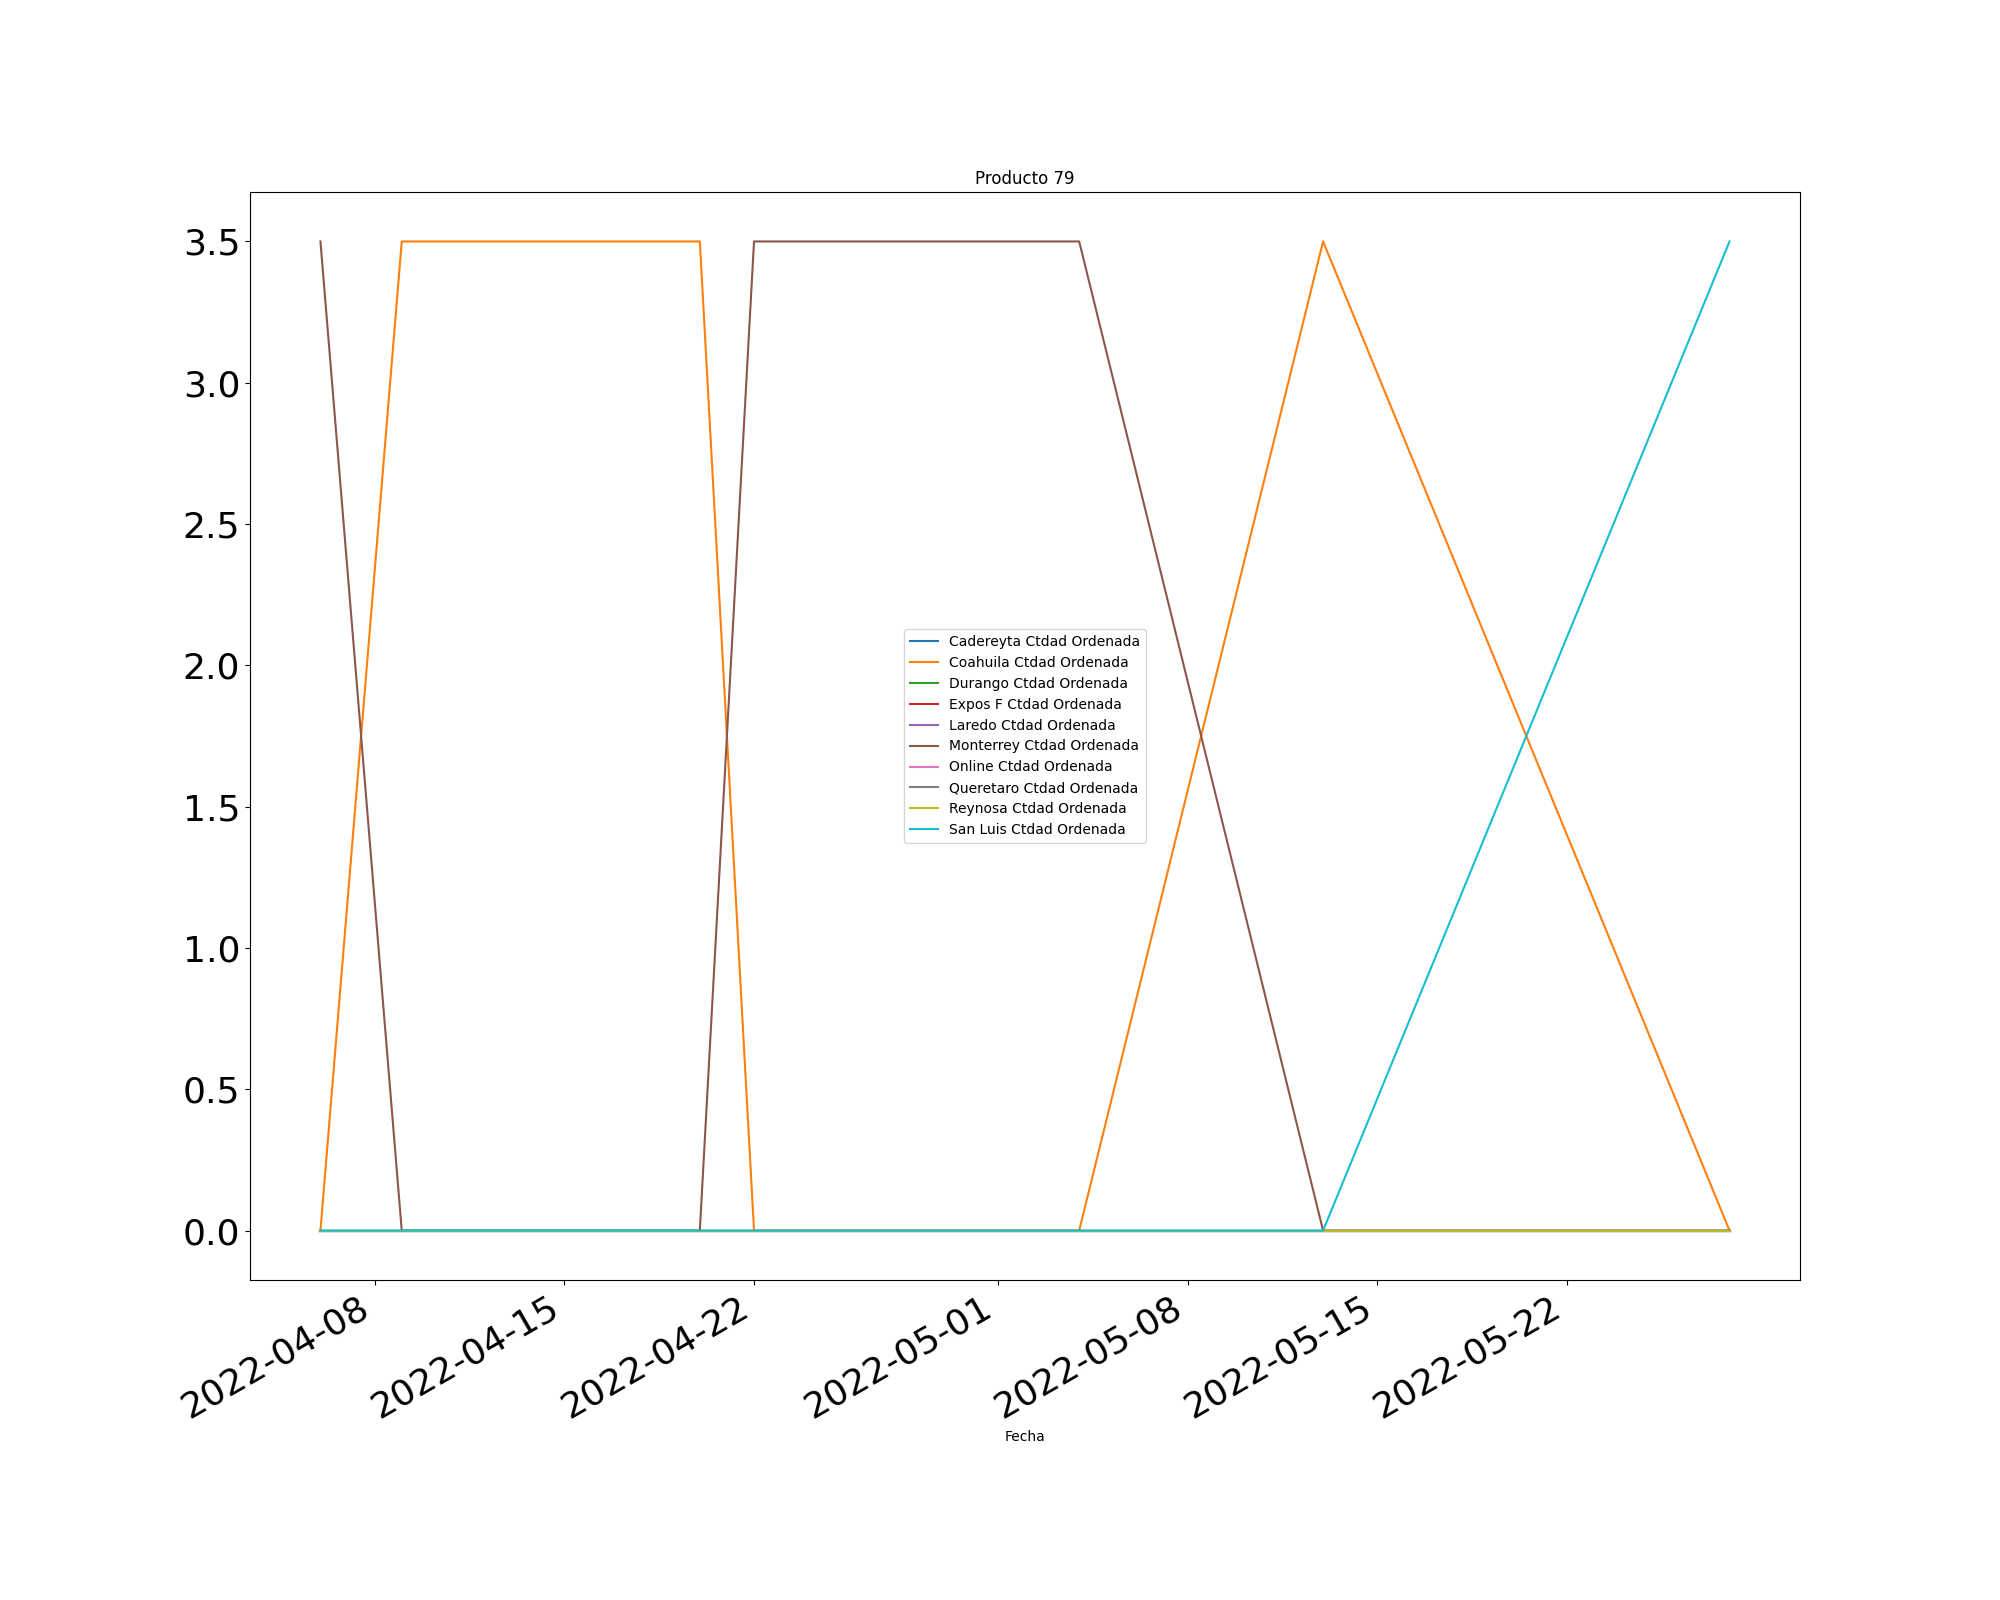 Producto 79
3.5
3.0
2.5
2.0
1.5
1.0
0.5
0.0
Cadereyta Ctdad Ordenada
Coahuila Ctdad Ordenada
Durango Ctdad Ordenada
Expos F Ctdad Ordenada
Laredo Ctdad Ordenada
Monterrey Ctdad Ordenada
Online Ctdad Ordenada
Queretaro Ctdad Ordenada
Reynosa Ctdad Ordenada
San Luis Ctdad Ordenada
2022-04-08
2022-04-15
2022-04-22
2022-05-01
2022-05-08
2022-05-15
2022-05-22
Fecha